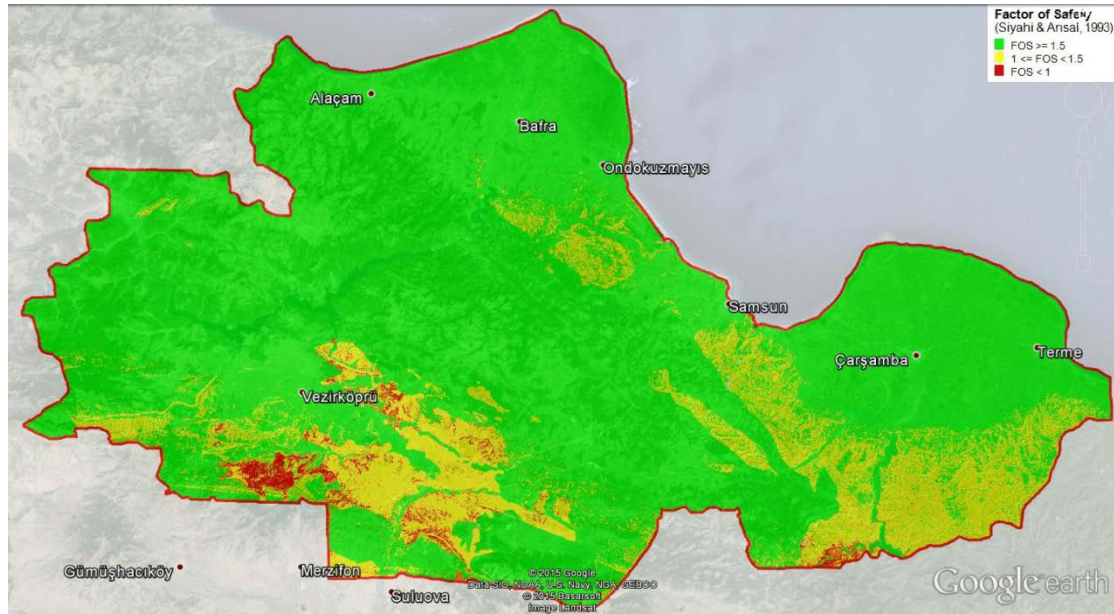 Factor of Safety
(Siyahi & Ansal, 1993)
FOS >= 1.5
1 <= FOS < 1.5
FOS < 1
Alaçam
Bafra
Ondokuzmayıs
Samsun
Çarşamba
Terme
Vezirköprü
Gümüşhacıköy
Merzifon
Suluova
© 2015 Google
Data SIO, NOAA, U.S. Navy, NGA, GEBCO
© 2015 Basarsoft
Image Landsat
Google earth